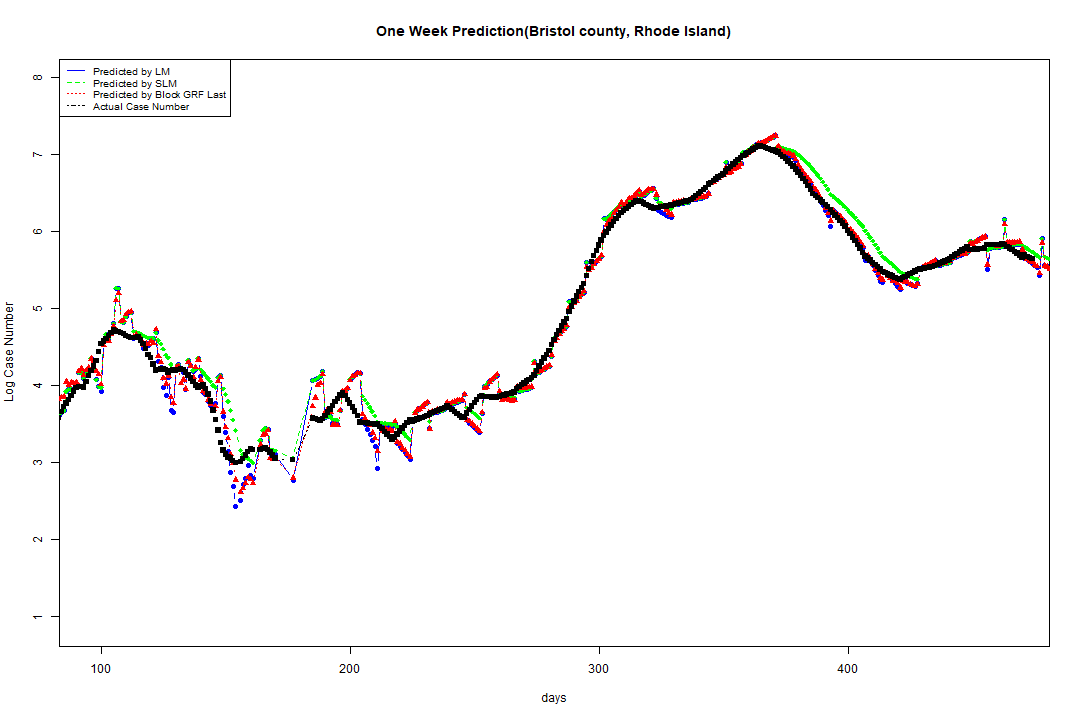 One Week Prediction(Bristol county, Rhode Island)
Predicted by LM
Predicted by SLM
Predicted by Block GRF Last
Actual Case Number
8
7
6
5
4
3
2
1
Log Case Number
100 200 300 400
days